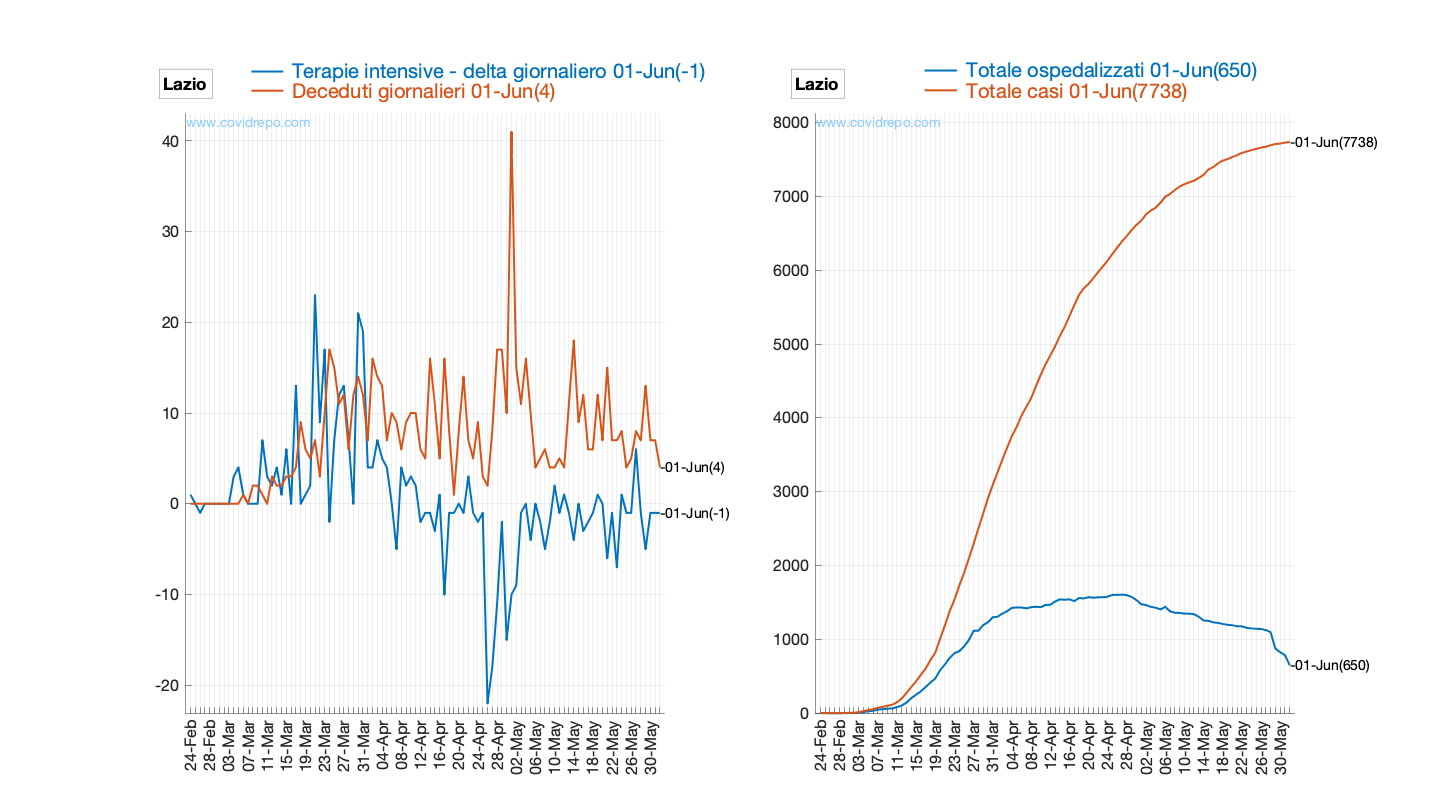 Lazio
Terapie intensive - delta giornaliero 01-Jun(-1)
Deceduti giornalieri 01-Jun(4)
www.covidrepo.com
40
30
20
10
0
-10
-20
-01-Jun(4)
-01-Jun(-1)
24-Feb
28-Feb
03-Mar
07-Mar
11-Mar
15-Mar
19-Mar
23-Mar
27-Mar
31-Mar
04-Apr
08-Apr
12-Apr
16-Apr
20-Apr
24-Apr
28-Apr
02-May
06-May
10-May
14-May
18-May
22-May
26-May
30-May
Lazio
Totale ospedalizzati 01-Jun(650)
Totale casi 01-Jun(7738)
www.covidrepo.com
8000
7000
6000
5000
4000
3000
2000
1000
0
-01-Jun(7738)
-01-Jun(650)
24-Feb
28-Feb
03-Mar
07-Mar
11-Mar
15-Mar
19-Mar
23-Mar
27-Mar
31-Mar
04-Apr
08-Apr
12-Apr
16-Apr
20-Apr
24-Apr
28-Apr
02-May
06-May
10-May
14-May
18-May
22-May
26-May
30-May